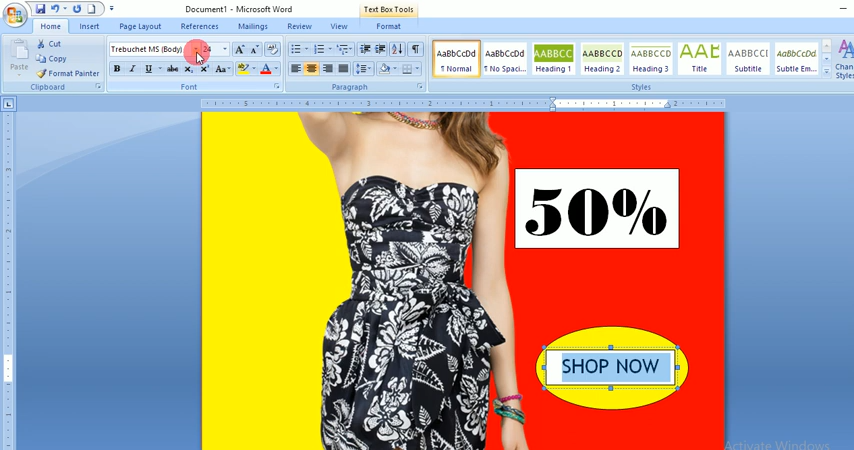 Document1 - Microsoft Word
Text Box Tools
Home
Insert
Page Layout
References
Mailings
Review
View
Format
Paste
Cut
Copy
Format Painter
Clipboard
Trebuchet MS (Body)
24
Font
Paragraph
AaBbCcDd
¶ Normal
AaBbCcDd
¶ No Spaci...
AABBCC
Heading 1
AABBCCD
Heading 2
AABBCCD
Heading 3
AAL
Title
AABBCCDD
Subtitle
AaBbCcDd
Subtle Em...
Styles
50%
SHOP NOW
Activate Windows